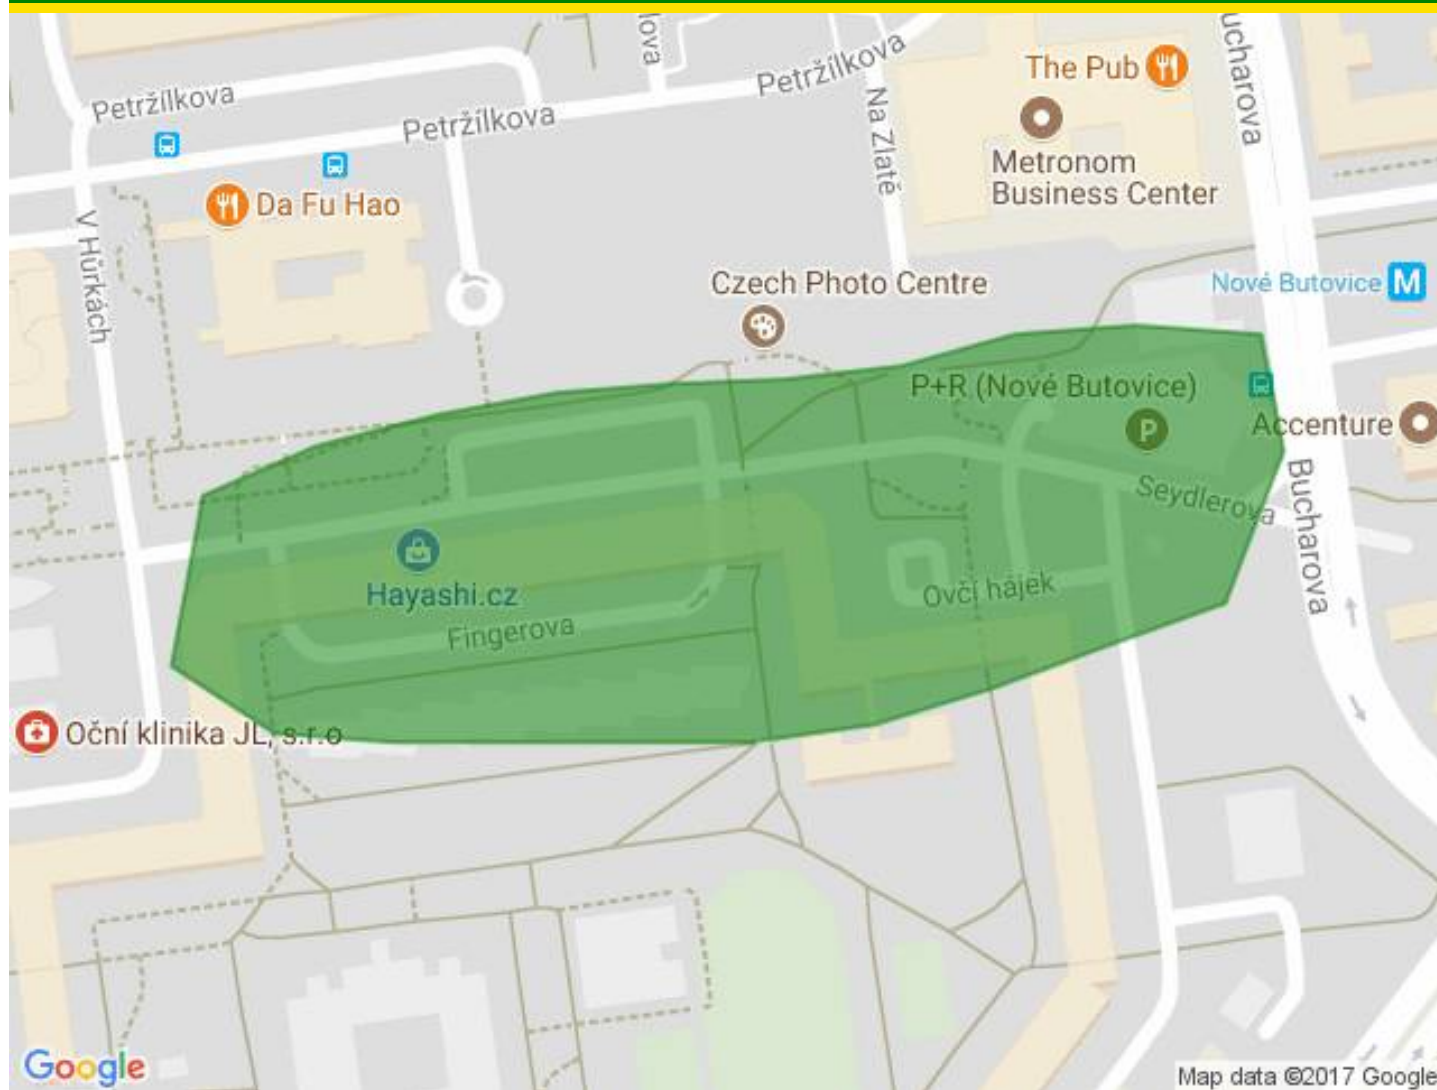 lova
ucharova
Petržílkova
The Pub
Petržílkova
Petržílkova
Na Zlatě
Metronom
Business Center
Da Fu Hao
V Hůrkách
Czech Photo Centre
Nové Butovice M
P+R (Nové Butovice)
P
Accenture
Seydlerova
Bucharova
Hayashi.cz
Ovčí hájek
Fingerova
Oční klinika JL, s.r.o
Google
Map data ©2017 Google